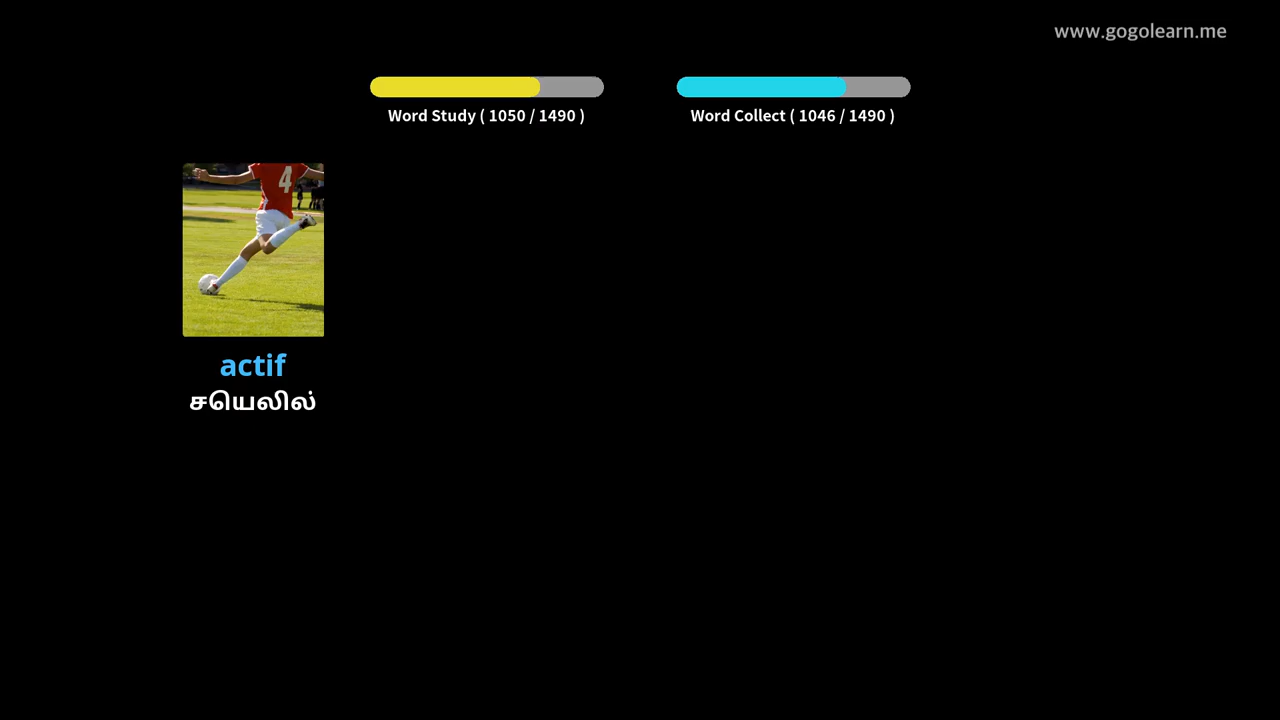 www.gogolearn.me
Word Study ( 1050 / 1490 )
Word Collect ( 1046 / 1490 )
4
actif
சயெலில்